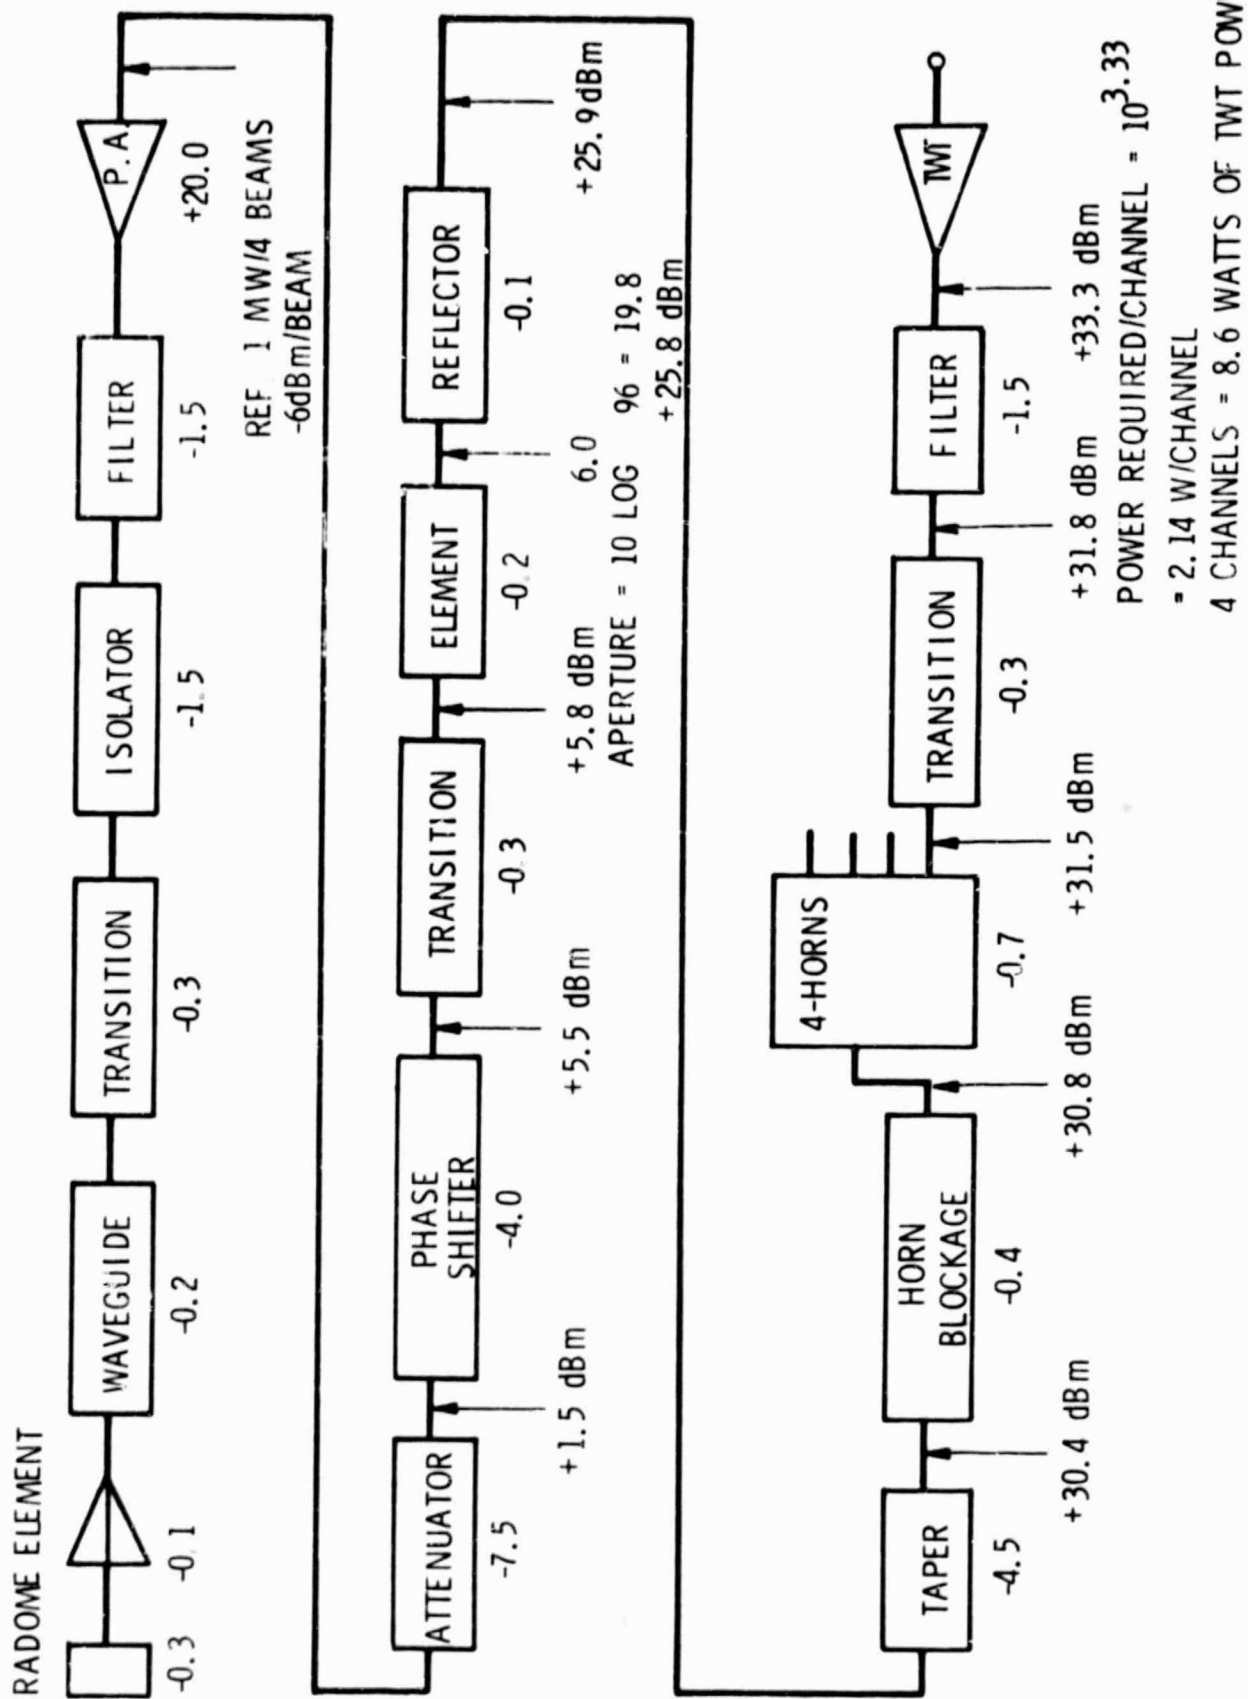 RADOME ELEMENT
WAVEGUIDE
TRANSITION
ISOLATOR
FILTER
P.A.
-0.3
-0.1
-0.2
-0.3
-1.5
-1.5
+20.0
REF 1 MW/4 BEAMS
-6dBm/BEAM
ATTENUATOR
PHASE
SHIFTER
TRANSITION
ELEMENT
REFLECTOR
-7.5
-4.0
-0.3
-0.2
-0.1
+1.5 dBm
+5.5 dBm
+5.8 dBm
6.0
+25.9dBm
APERTURE = 10 LOG 96 = 19.8
+25.8 dBm
TAPER
HORN
BLOCKAGE
4-HORNS
TRANSITION
FILTER
TWT
-4.5
-0.4
-0.7
-0.3
-1.5
+30.4 dBm
+30.8 dBm
+31.5 dBm
+31.8 dBm
+33.3 dBm
POWER REQUIRED/CHANNEL = 10^3.33
= 2.14 W/CHANNEL
4 CHANNELS = 8.6 WATTS OF TWT POW